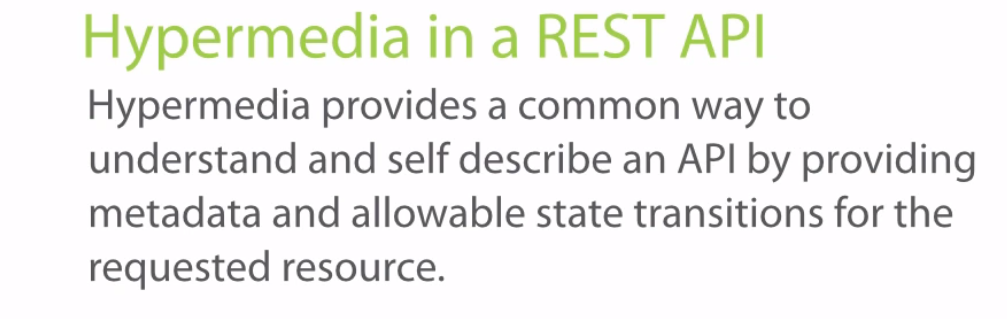 Hypermedia in a REST API
Hypermedia provides a common way to
understand and self describe an API by providing
metadata and allowable state transitions for the
requested resource.